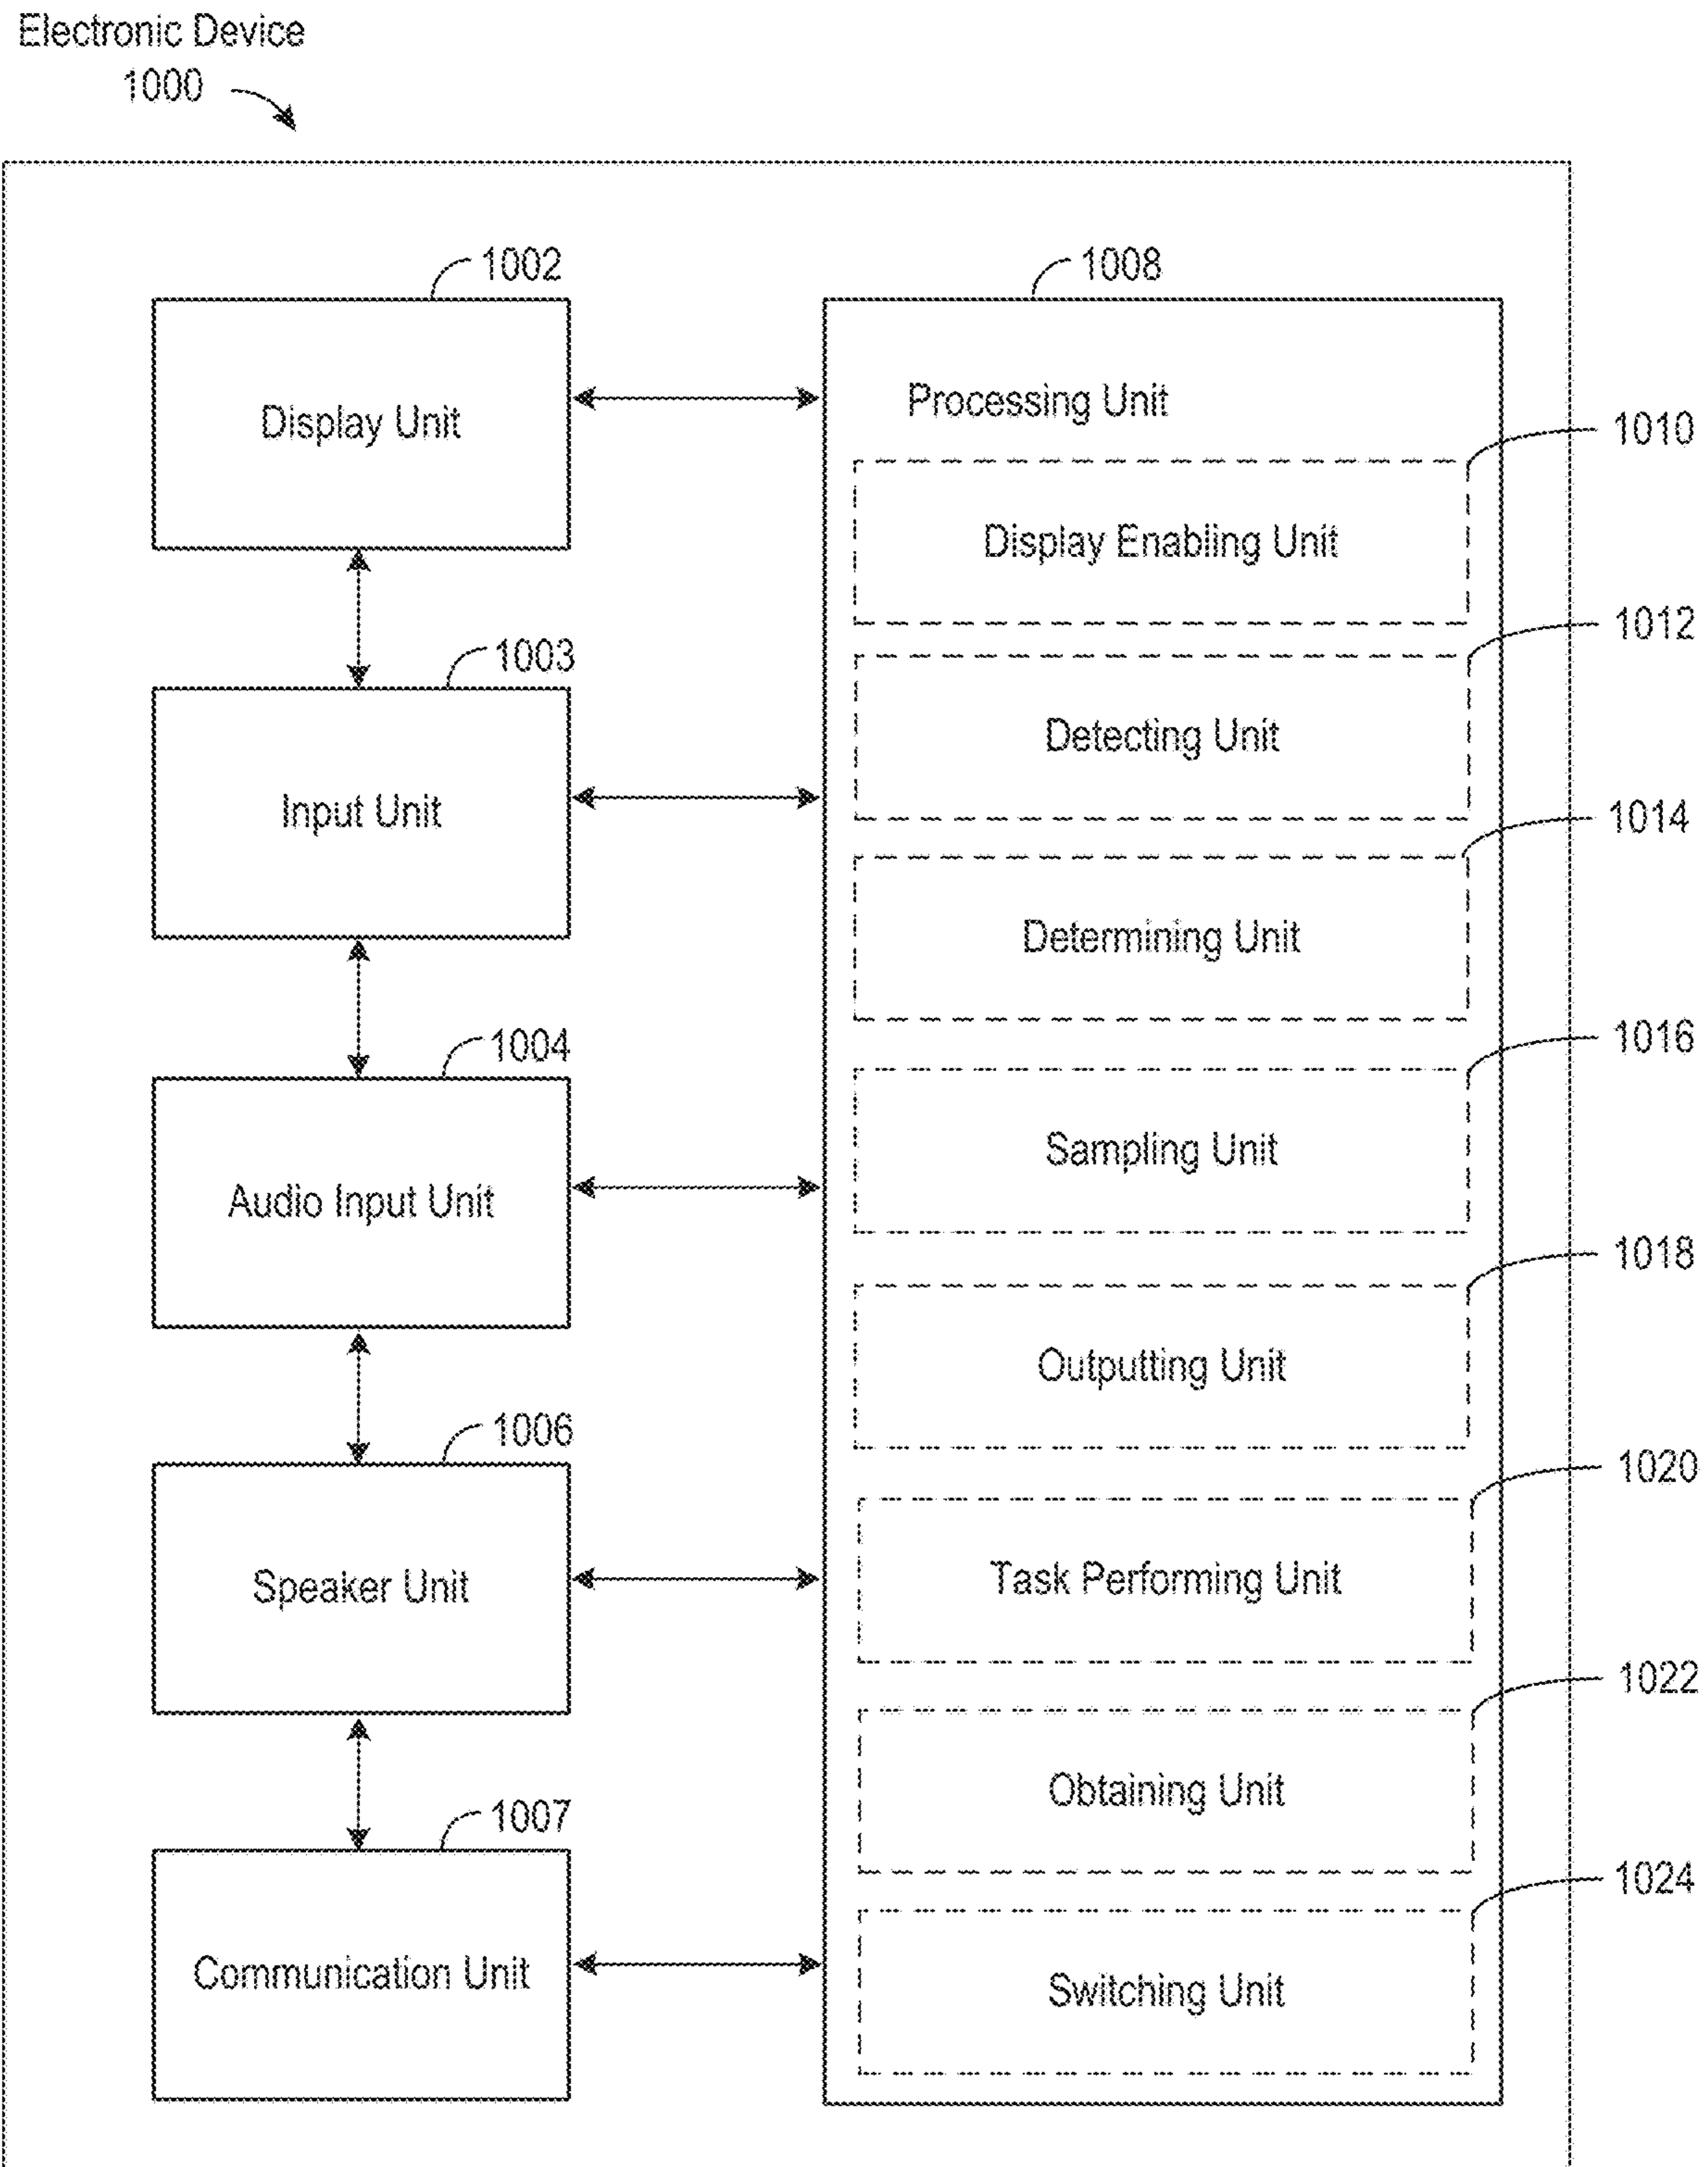 Electronic Device
1000
1002
Display Unit
1003
Input Unit
1004
Audio Input Unit
1006
Speaker Unit
1007
Communication Unit
1008
Processing Unit
1010
Display Enabling Unit
1012
Detecting Unit
1014
Determining Unit
1016
Sampling Unit
1018
Outputting Unit
1020
Task Performing Unit
1022
Obtaining Unit
1024
Switching Unit